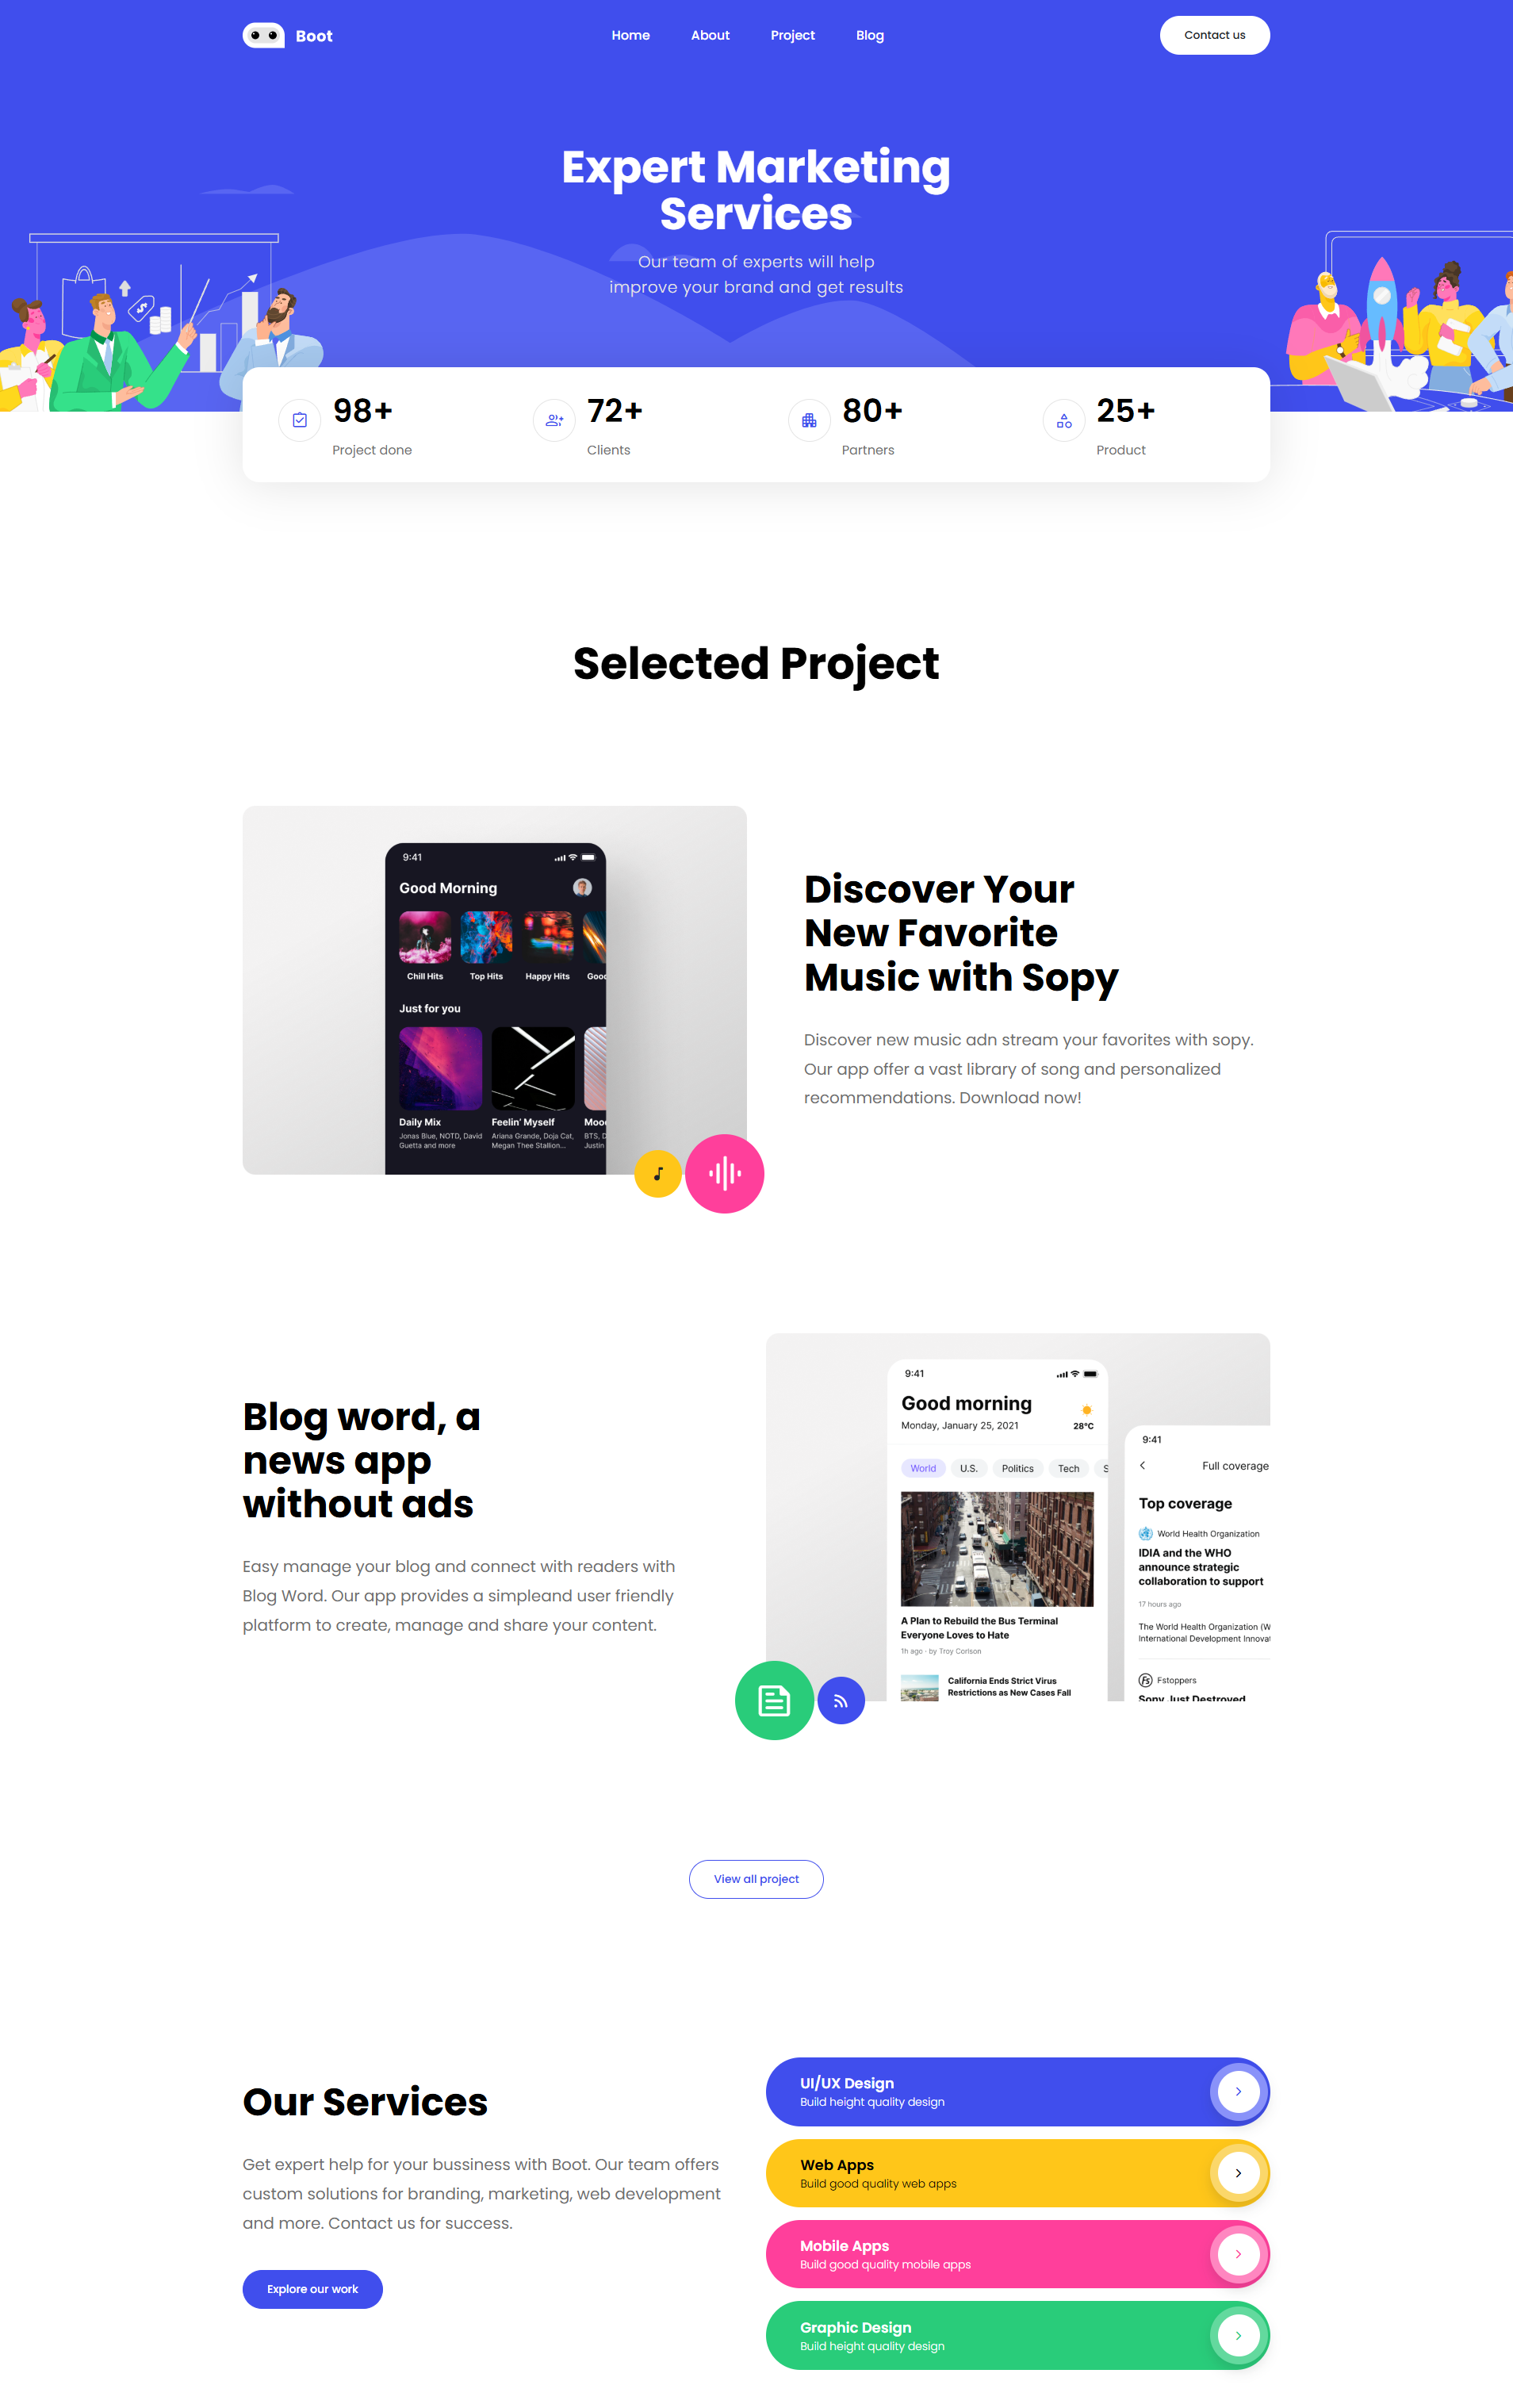 Boot
Home
About
Project
Blog
Contact us
Expert Marketing
Services
Our team of experts will help
improve your brand and get results
98+
Project done
72+
Clients
80+
Partners
25+
Product
Selected Project
9:41
Good Morning
Chill Hits
Top Hits
Happy Hits
Just for you
Daily Mix
Jonas Blue, NOTD, David
Guetta and more
Feelin' Myself
Ariana Grande, Doja Cat,
Megan Thee Stallion...
BTS, D
Justin
Discover Your
New Favorite
Music with Sopy
Discover new music adn stream your favorites with sopy.
Our app offer a vast library of song and personalized
recommendations. Download now!
Blog word, a
news app
without ads
Easy manage your blog and connect with readers with
Blog Word. Our app provides a simpleand user friendly
platform to create, manage and share your content.
9:41
Good morning
Monday, January 25, 2021
28°C
World
U.S.
Politics
Tech
S
A Plan to Rebuild the Bus Terminal
Everyone Loves to Hate
1h ago · by Troy Corlson
California Ends Strict Virus
Restrictions as New Cases Fall
9:41
Full coverage
Top coverage
World Health Organization
IDIA and the WHO
announce strategic
collaboration to support
17 hours ago
The World Health Organization (W
International Development Innovat
Fs
Fstoppers
Sony Just Destroyed
View all project
Our Services
Get expert help for your bussiness with Boot. Our team offers
custom solutions for branding, marketing, web development
and more. Contact us for success.
Explore our work
UI/UX Design
Build height quality design
Web Apps
Build good quality web apps
Mobile Apps
Build good quality mobile apps
Graphic Design
Build height quality design